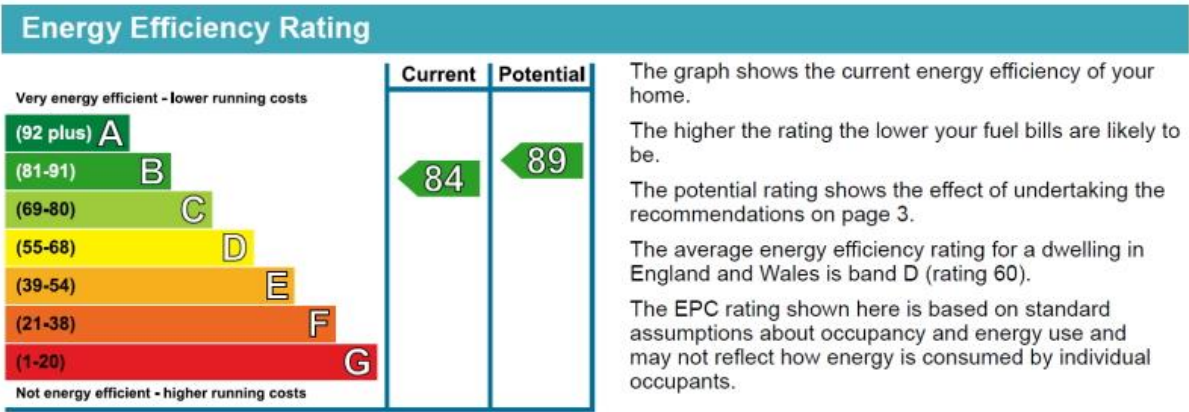 Energy Efficiency Rating
Current Potential
Very energy efficient - lower running costs
(92 plus) A
(81-91) B
(69-80) C
(55-68) D
(39-54) E
(21-38) F
(1-20) G
Not energy efficient - higher running costs
84
89
The graph shows the current energy efficiency of your
home.
The higher the rating the lower your fuel bills are likely to
be.
The potential rating shows the effect of undertaking the
recommendations on page 3.
The average energy efficiency rating for a dwelling in
England and Wales is band D (rating 60).
The EPC rating shown here is based on standard
assumptions about occupancy and energy use and
may not reflect how energy is consumed by individual
occupants.